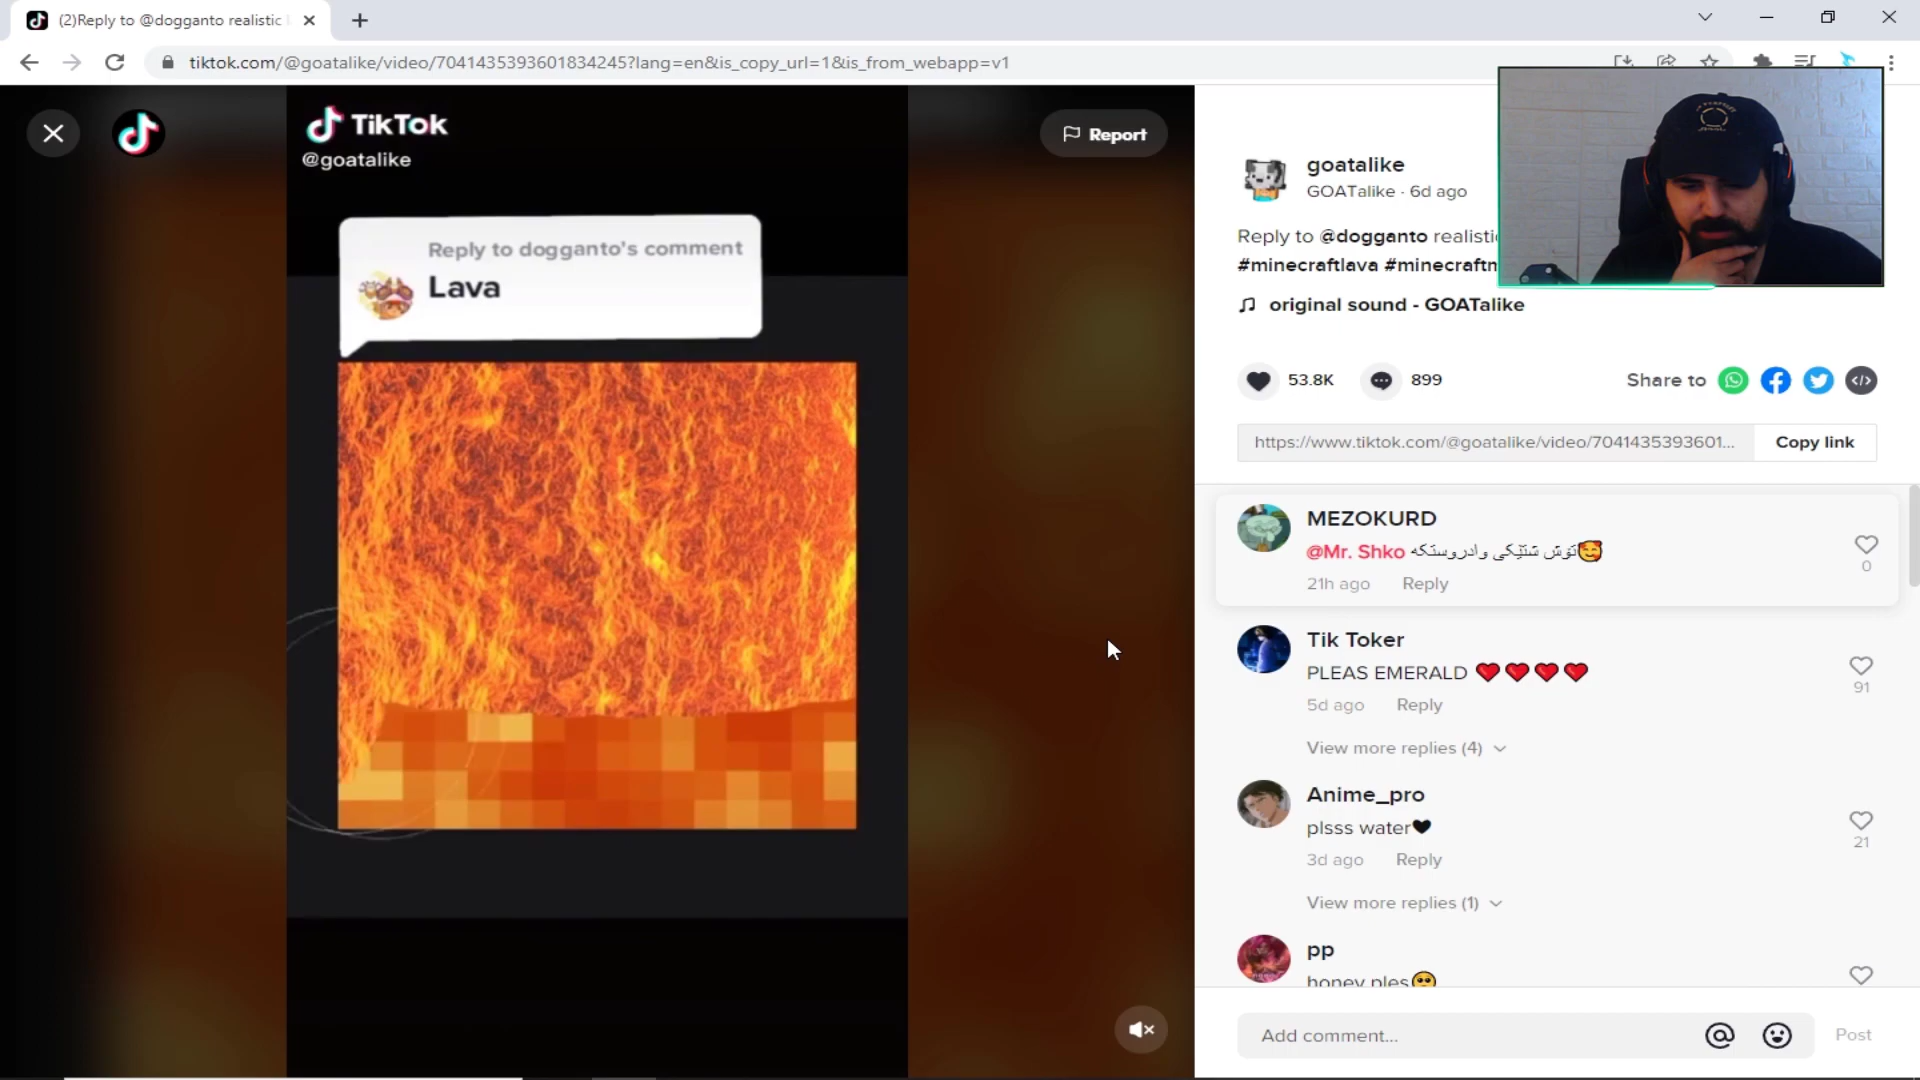 (2)Reply to @dogganto realistic
tiktok.com/@goatalike/video/7041435393601834245?lang=en&is_copy_url=1&is_from_webapp=v1
TikTok
@goatalike
Report
Reply to dogganto's comment
Lava
goatalike
GOATalike · 6d ago
Reply to @dogganto realistic
#minecraftlava
original sound - GOATalike
53.8K
899
Share to
https://www.tiktok.com/@goatalike/video/7041435393601...
Copy link
MEZOKURD
@Mr. Shko تۆش شتێکی وادروستکە🥰
0
21h ago Reply
Tik Toker
PLEAS EMERALD ❤️❤️❤️❤️
91
5d ago Reply
View more replies (4)
Anime_pro
plsss water🖤
21
3d ago Reply
View more replies (1)
pp
honey ples🥺
Add comment...
Post